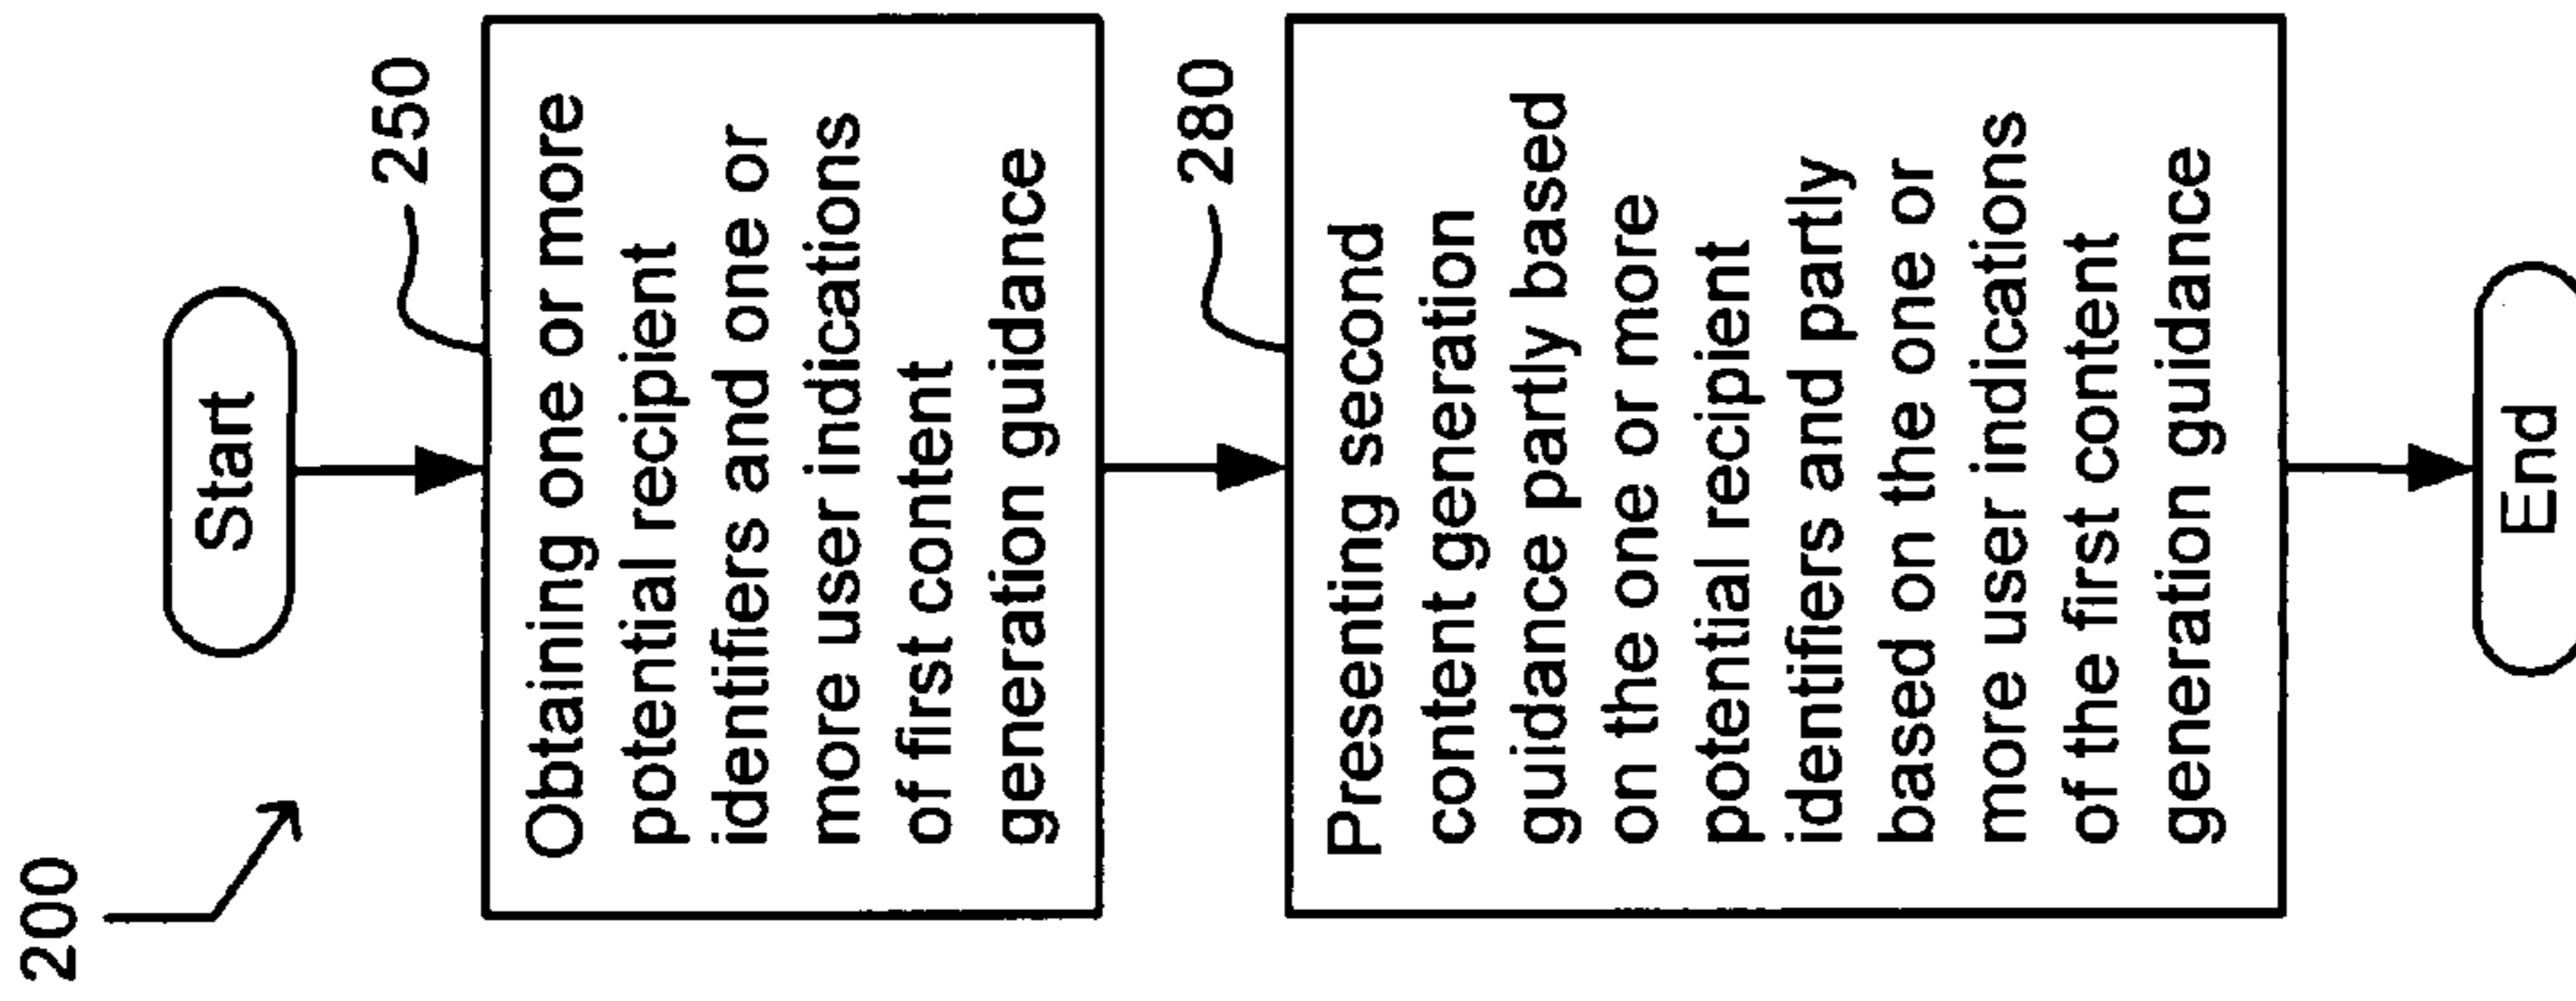 200
Start
250
Obtaining one or more
potential recipient
identifiers and one or
more user indications
of first content
generation guidance
280
Presenting second
content generation
guidance partly based
on the one or more
potential recipient
identifiers and partly
based on the one or
more user indications
of the first content
generation guidance
End